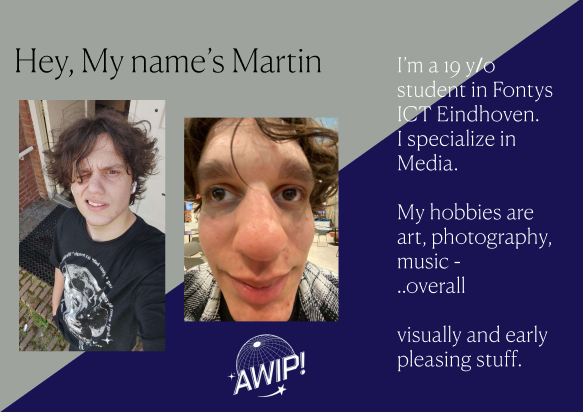 Hey, My name's Martin
I'm a 19 y/o
student in Fontys
ICT Eindhoven.
I specialize in
Media.
My hobbies are
art, photography,
music -
..overall
visually and early
pleasing stuff.
AWIP!